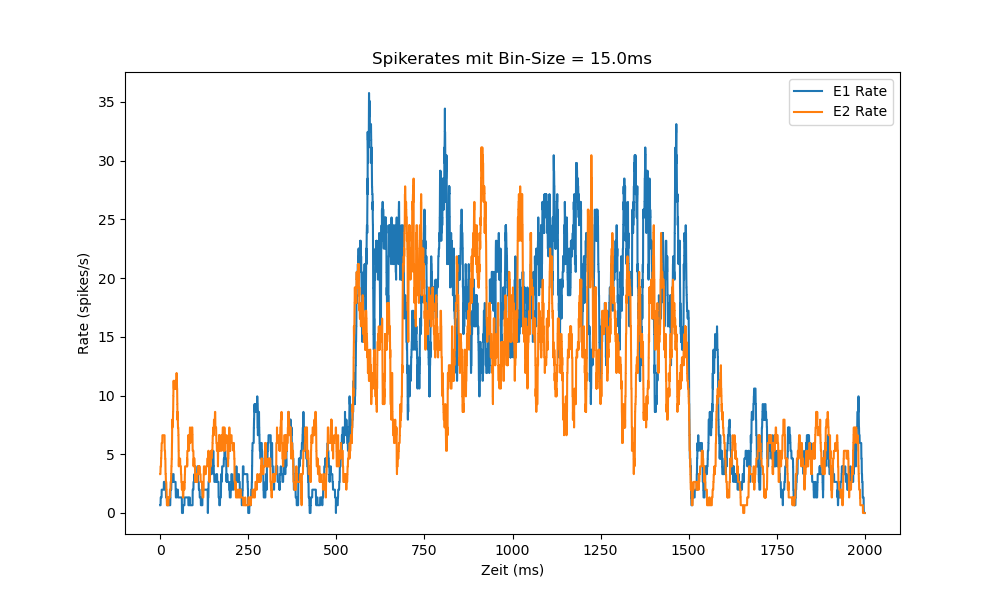 Spikerates mit Bin-Size = 15.0ms
E1 Rate
E2 Rate
Rate (spikes/s)
35
30
25
20
15
10
5
0
0 250 500 750 1000 1250 1500 1750 2000
Zeit (ms)